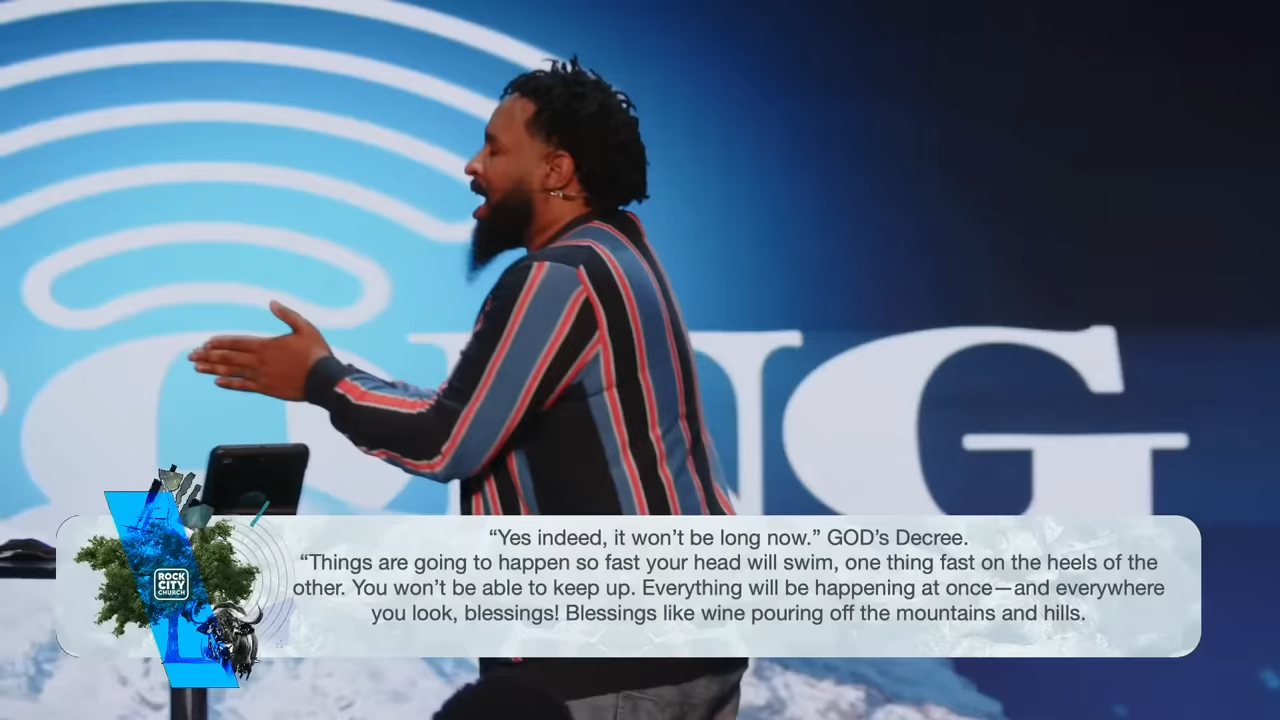 NG
“Yes indeed, it won’t be long now.” GOD’s Decree.
“Things are going to happen so fast your head will swim, one thing fast on the heels of the
other. You won’t be able to keep up. Everything will be happening at once—and everywhere
you look, blessings! Blessings like wine pouring off the mountains and hills.
ROCK
CITY
CHURCH